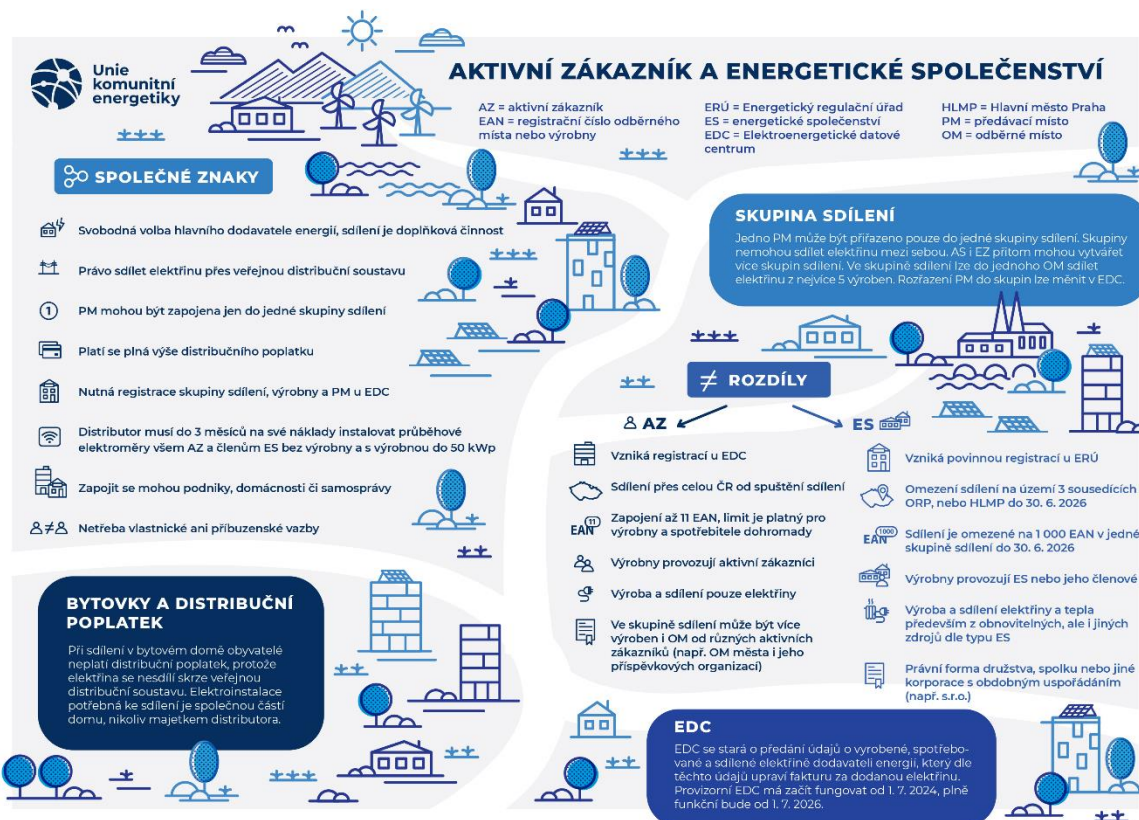 Unie
komunitní
energetiky
AKTIVNÍ ZÁKAZNÍK A ENERGETICKÉ SPOLEČENSTVÍ
AZ = aktivní zákazník
EAN = registrační číslo odběrného
místa nebo výrobny
ERÚ = Energetický regulační úřad
ES = energetické společenství
EDC = Elektroenergetické datové
centrum
HLMP = Hlavní město Praha
PM = předávací místo
OM = odběrné místo
SPOLEČNÉ ZNAKY
Svobodná volba hlavního dodavatele energií, sdílení je doplňková činnost
Právo sdílet elektřinu přes veřejnou distribuční soustavu
1
PM mohou být zapojena jen do jedné skupiny sdílení
Platí se plná výše distribučního poplatku
Nutná registrace skupiny sdílení, výrobny a PM u EDC
Distributor musí do 3 měsíců na své náklady instalovat průběhové
elektroměry všem AZ a členům ES bez výrobny a s výrobnou do 50 kWp
Zapojit se mohou podniky, domácnosti či samosprávy
Netřeba vlastnické ani příbuzenské vazby
SKUPINA SDÍLENÍ
Jedno PM může být přiřazeno pouze do jedné skupiny sdílení. Skupiny
nemohou sdílet elektřinu mezi sebou. AS i EZ přitom mohou vytvářet
více skupin sdílení. Ve skupině sdílení lze do jednoho OM sdílet
elektřinu z nejvíce 5 výroben. Rozřazení PM do skupin lze měnit v EDC.
≠ ROZDÍLY
AZ
Vzniká registrací u EDC
Sdílení přes celou ČR od spuštění sdílení
EAN 11
Zapojení až 11 EAN, limit je platný pro
výrobny a spotřebitele dohromady
Výrobny provozují aktivní zákazníci
Výroba a sdílení pouze elektřiny
Ve skupině sdílení může být více
výroben i OM od různých aktivních
zákazníků (např. OM města i jeho
příspěvkových organizací)
ES
Vzniká povinnou registrací u ERÚ
Omezení sdílení na území 3 sousedících
ORP, nebo HLMP do 30. 6. 2026
EAN 1000
Sdílení je omezené na 1 000 EAN v jedné
skupině sdílení do 30. 6. 2026
Výrobny provozují ES nebo jeho členové
Výroba a sdílení elektřiny a tepla
především z obnovitelných, ale i jiných
zdrojů dle typu ES
Právní forma družstva, spolku nebo jiné
korporace s obdobným uspořádáním
(např. s.r.o.)
BYTOVKY A DISTRIBUČNÍ
POPLATEK
Při sdílení v bytovém domě obyvatelé
neplatí distribuční poplatek, protože
elektřina se nesdílí skrze veřejnou
distribuční soustavu. Elektroinstalace
potřebná ke sdílení je společnou částí
domu, nikoliv majetkem distributora.
EDC
EDC se stará o předání údajů o vyrobené, spotřebo-
vané a sdílené elektřině dodavateli energií, který dle
těchto údajů upraví fakturu za dodanou elektřinu.
Provizorní EDC má začít fungovat od 1. 7. 2024, plně
funkční bude od 1. 7. 2026.